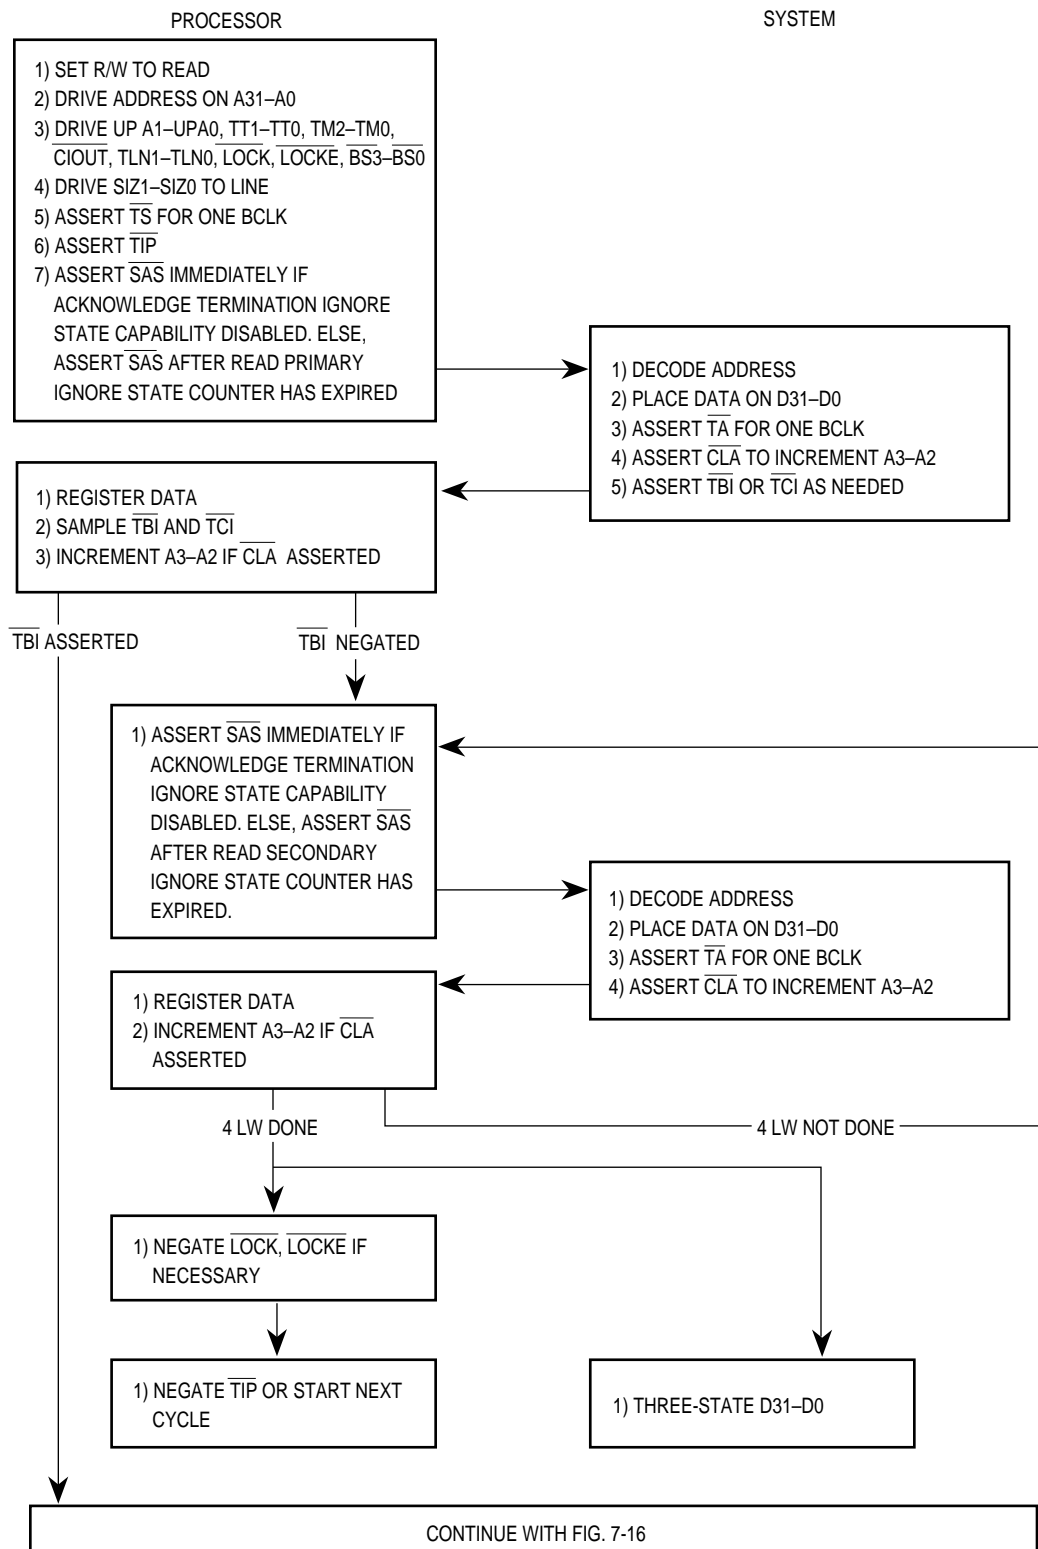 PROCESSOR
SYSTEM
1) SET R/W TO READ
2) DRIVE ADDRESS ON A31–A0
3) DRIVE UP A1–UPA0, TT1–TT0, TM2–TM0,
CIOUT, TLN1–TLN0, LOCK, LOCKE, BS3–BS0
4) DRIVE SIZ1–SIZ0 TO LINE
5) ASSERT TS FOR ONE BCLK
6) ASSERT TIP
7) ASSERT SAS IMMEDIATELY IF
ACKNOWLEDGE TERMINATION IGNORE
STATE CAPABILITY DISABLED. ELSE,
ASSERT SAS AFTER READ PRIMARY
IGNORE STATE COUNTER HAS EXPIRED
1) DECODE ADDRESS
2) PLACE DATA ON D31–D0
3) ASSERT TA FOR ONE BCLK
4) ASSERT CLA TO INCREMENT A3–A2
5) ASSERT TBI OR TCI AS NEEDED
1) REGISTER DATA
2) SAMPLE TBI AND TCI
3) INCREMENT A3–A2 IF CLA ASSERTED
TBI ASSERTED
TBI NEGATED
1) ASSERT SAS IMMEDIATELY IF
ACKNOWLEDGE TERMINATION
IGNORE STATE CAPABILITY
DISABLED. ELSE, ASSERT SAS
AFTER READ SECONDARY
IGNORE STATE COUNTER HAS
EXPIRED.
1) DECODE ADDRESS
2) PLACE DATA ON D31–D0
3) ASSERT TA FOR ONE BCLK
4) ASSERT CLA TO INCREMENT A3–A2
1) REGISTER DATA
2) INCREMENT A3–A2 IF CLA
ASSERTED
4 LW DONE
4 LW NOT DONE
1) NEGATE LOCK, LOCKE IF
NECESSARY
1) NEGATE TIP OR START NEXT
CYCLE
1) THREE-STATE D31–D0
CONTINUE WITH FIG. 7-16